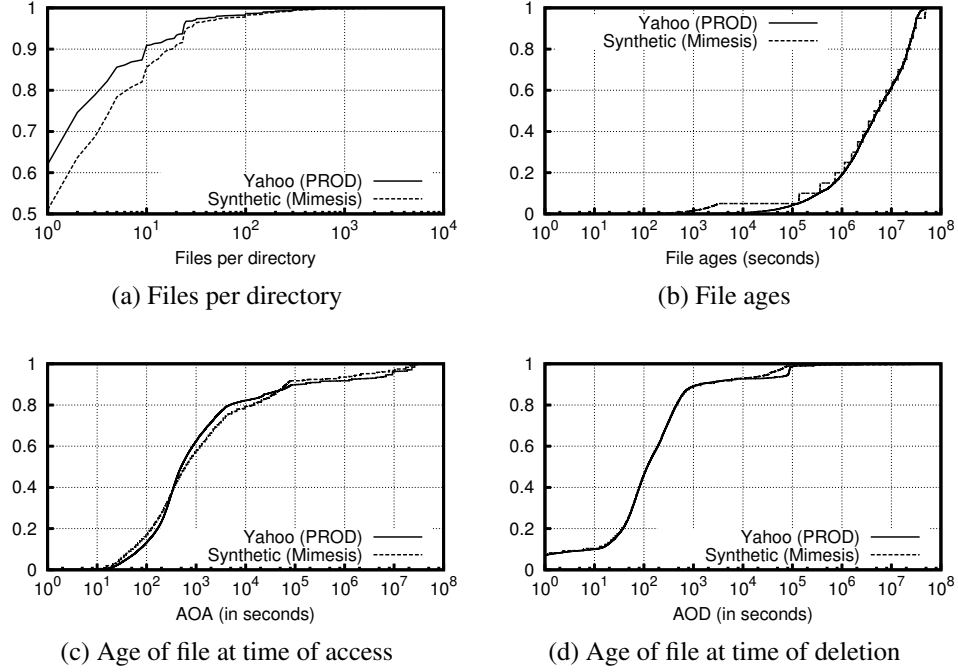 1
0.9
0.8
0.7
0.6
0.5
Yahoo (PROD)
Synthetic (Mimesis)
10^0 10^1 10^2 10^3 10^4
Files per directory
(a) Files per directory
1
0.8
0.6
0.4
0.2
0
Yahoo (PROD)
Synthetic (Mimesis)
10^0 10^1 10^2 10^3 10^4 10^5 10^6 10^7 10^8
File ages (seconds)
(b) File ages
1
0.8
0.6
0.4
0.2
0
Yahoo (PROD)
Synthetic (Mimesis)
10^0 10^1 10^2 10^3 10^4 10^5 10^6 10^7 10^8
AOA (in seconds)
(c) Age of file at time of access
1
0.8
0.6
0.4
0.2
0
Yahoo (PROD)
Synthetic (Mimesis)
10^0 10^1 10^2 10^3 10^4 10^5 10^6 10^7 10^8
AOD (in seconds)
(d) Age of file at time of deletion